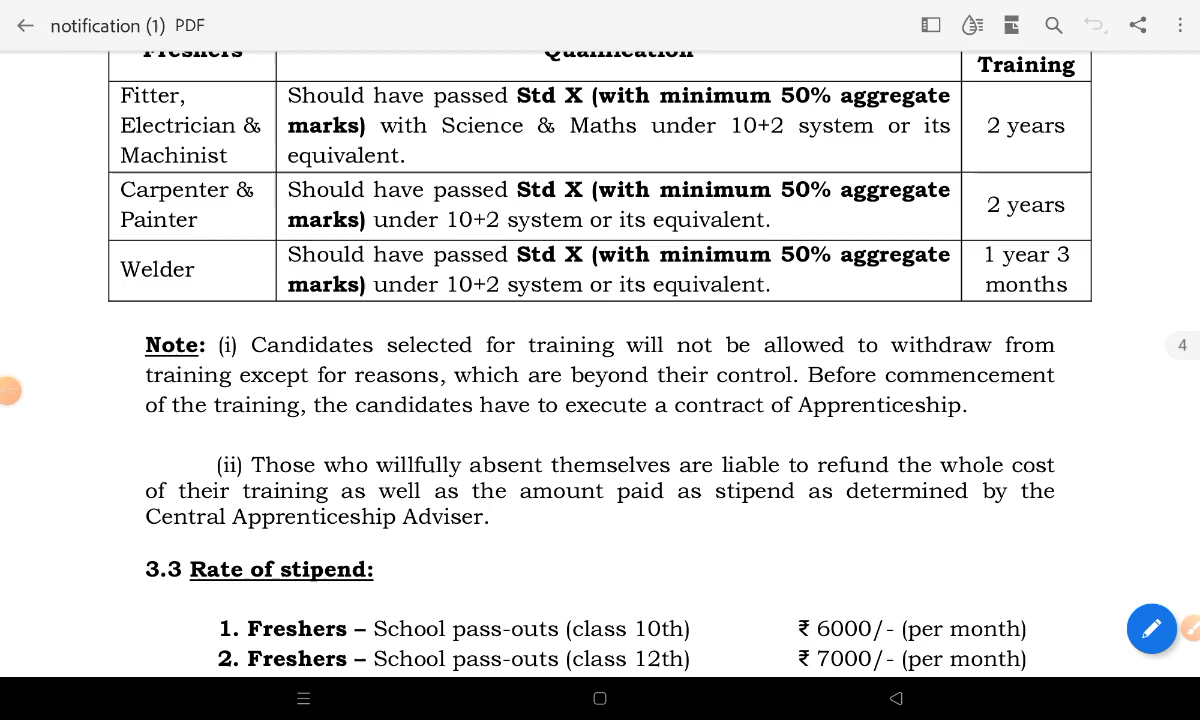 notification (1) PDF
Freshers Qualification
Training
Fitter, Electrician & Machinist
Should have passed Std X (with minimum 50% aggregate
marks) with Science & Maths under 10+2 system or its
equivalent.
2 years
Carpenter & Painter
Should have passed Std X (with minimum 50% aggregate
marks) under 10+2 system or its equivalent.
2 years
Welder
Should have passed Std X (with minimum 50% aggregate
marks) under 10+2 system or its equivalent.
1 year 3
months
Note: (i) Candidates selected for training will not be allowed to withdraw from
4
training except for reasons, which are beyond their control. Before commencement
of the training, the candidates have to execute a contract of Apprenticeship.
(ii) Those who willfully absent themselves are liable to refund the whole cost
of their training as well as the amount paid as stipend as determined by the
Central Apprenticeship Adviser.
3.3 Rate of stipend:
1. Freshers – School pass-outs (class 10th) ₹ 6000/- (per month)
2. Freshers – School pass-outs (class 12th) ₹ 7000/- (per month)